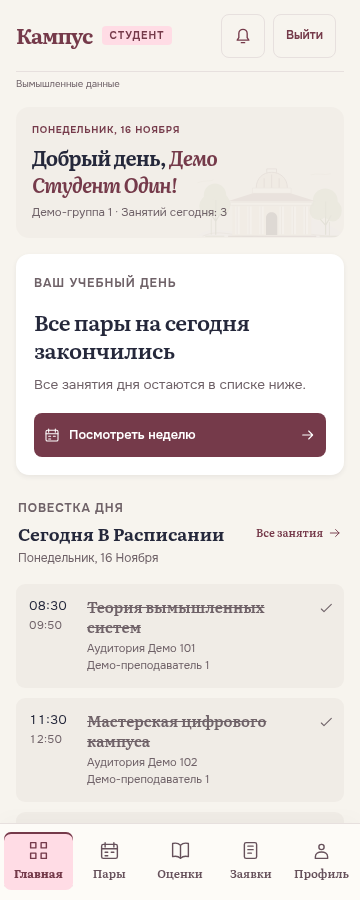 Кампус СТУДЕНТ Выйти
Вымышленные данные
ПОНЕДЕЛЬНИК, 16 НОЯБРЯ
Добрый день, Демо
Студент Один!
Демо-группа 1 · Занятий сегодня: 3
ВАШ УЧЕБНЫЙ ДЕНЬ
Все пары на сегодня
закончились
Все занятия дня остаются в списке ниже.
Посмотреть неделю
ПОВЕСТКА ДНЯ
Сегодня В Расписании
Все занятия
Понедельник, 16 Ноября
08:30
09:50
Теория вымышленных
систем
Аудитория Демо 101
Демо-преподаватель 1
11:30
12:50
Мастерская цифрового
кампуса
Аудитория Демо 102
Демо-преподаватель 1
Главная Пары Оценки Заявки Профиль